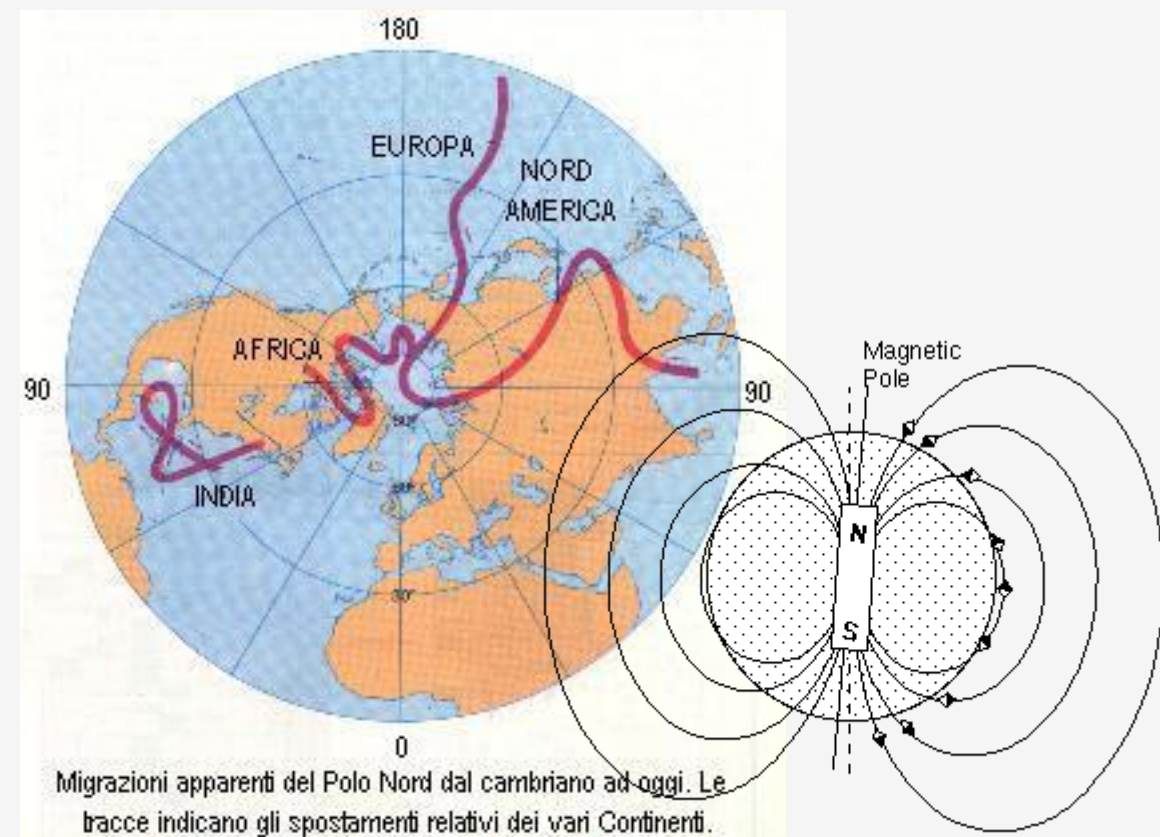 180
EUROPA
NORD
AMERICA
AFRICA
90
90
INDIA
0
Magnetic
Pole
N
S
Migrazioni apparenti del Polo Nord dal cambriano ad oggi. Le
tracce indicano gli spostamenti relativi dei vari Continenti.